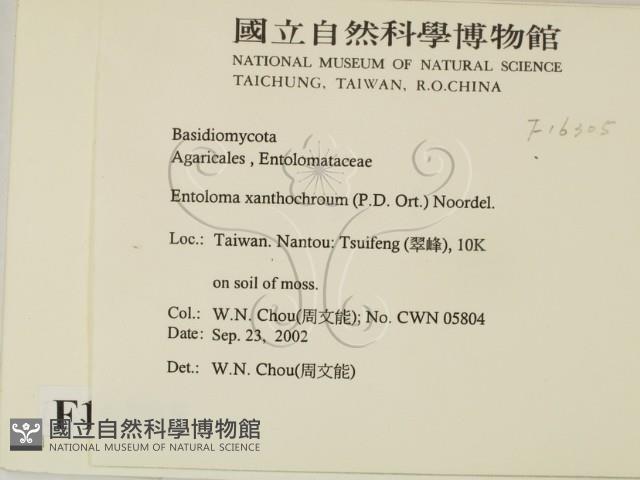 國立自然科學博物館
NATIONAL MUSEUM OF NATURAL SCIENCE
TAICHUNG, TAIWAN, R.O.CHINA
F16305
Basidiomycota
Agaricales , Entolomataceae
Entoloma xanthochroum (P.D. Ort.) Noordel.
Loc.: Taiwan. Nantou: Tsuifeng (翠峰), 10K
on soil of moss.
Col.: W.N. Chou(周文能); No. CWN 05804
Date: Sep. 23, 2002
Det.: W.N. Chou(周文能)
F1
國立自然科學博物館
NATIONAL MUSEUM OF NATURAL SCIENCE